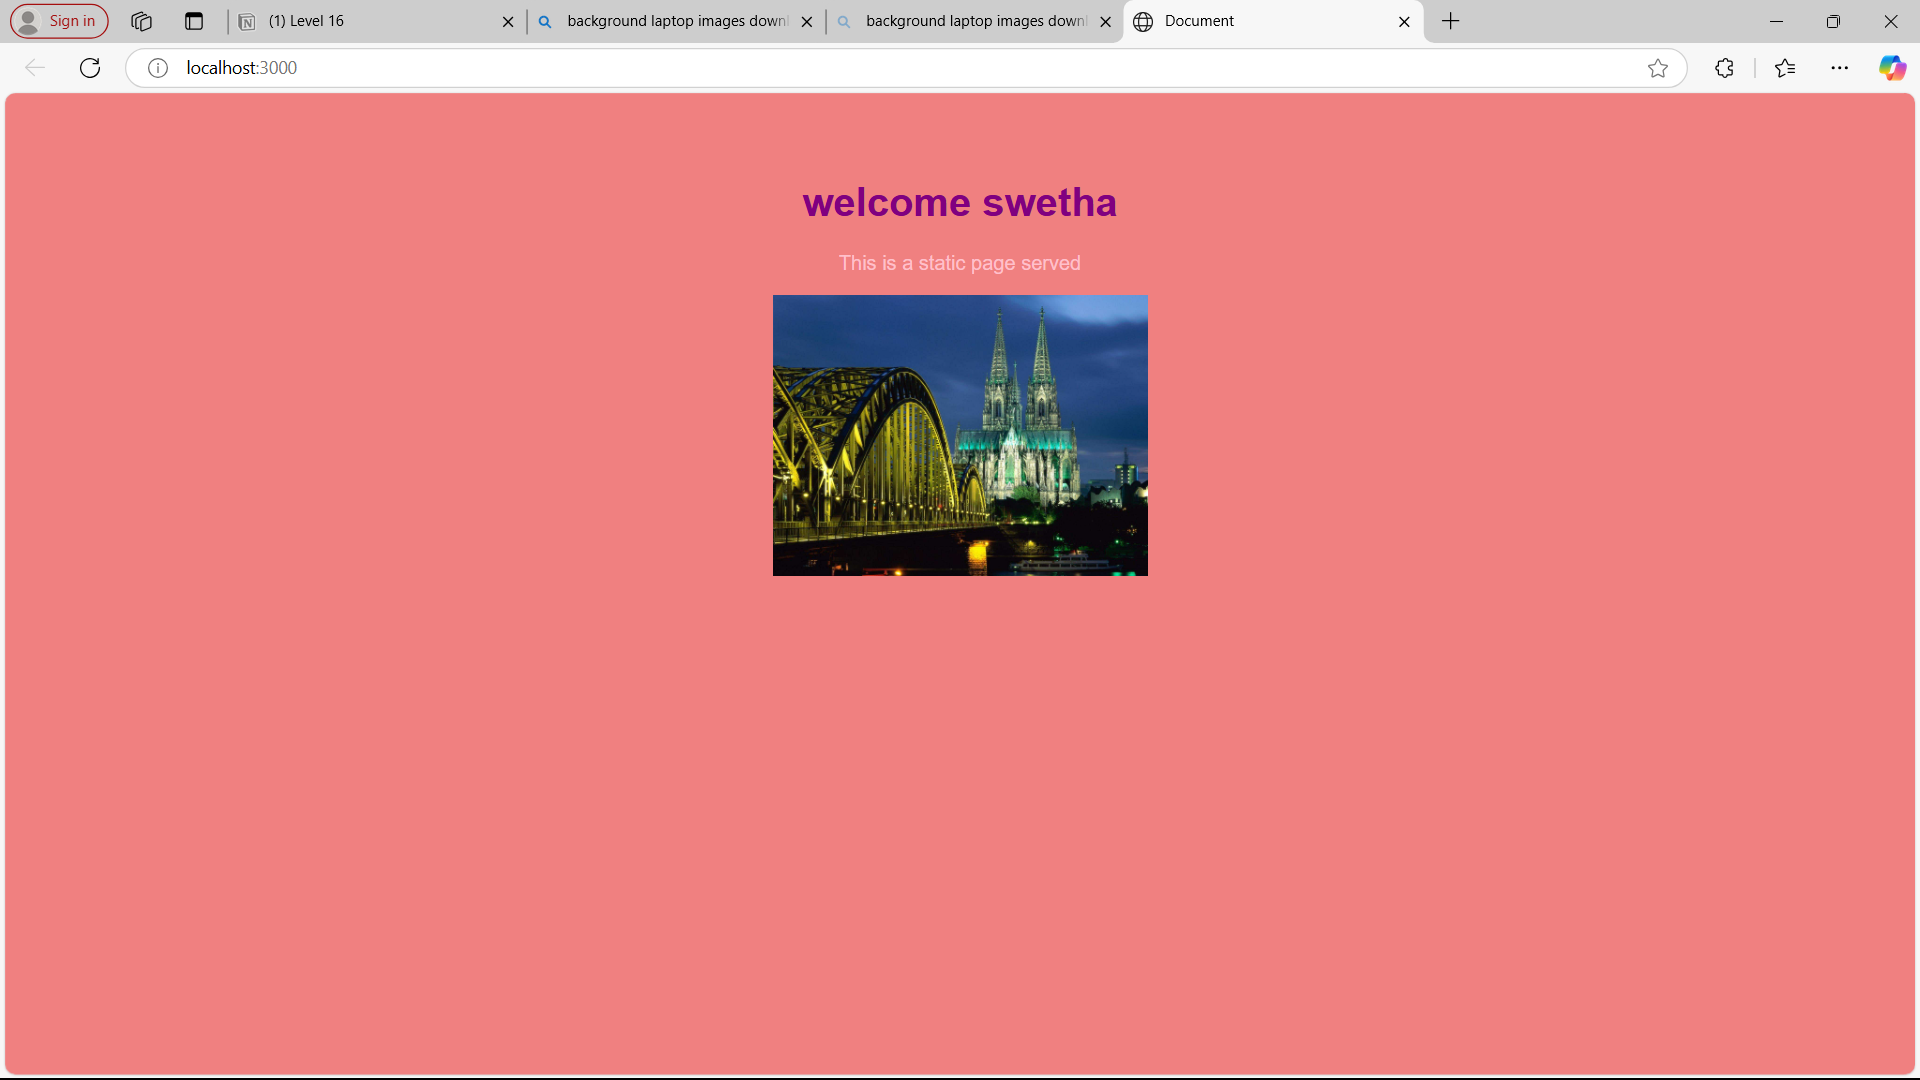 Sign in
(1) Level 16
background laptop images downl
background laptop images downl
Document
localhost:3000
welcome swetha
This is a static page served